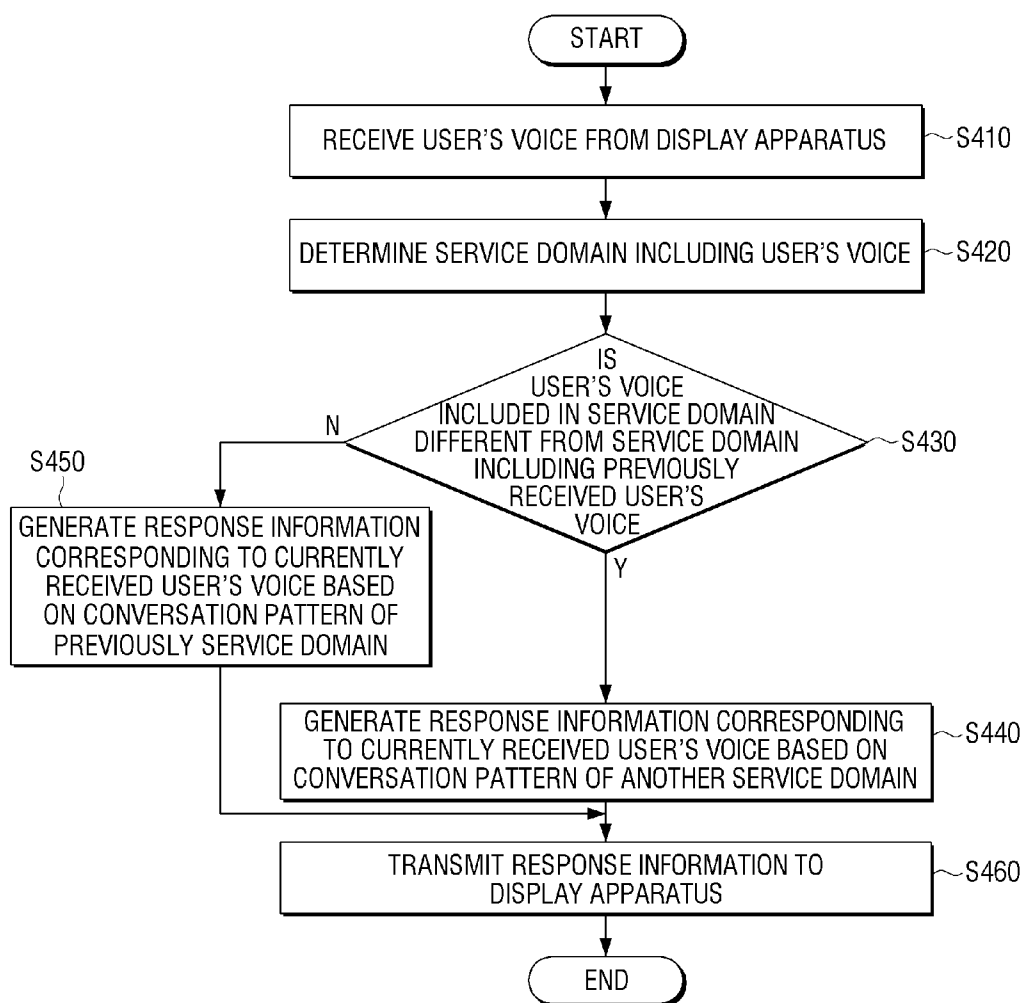 START
RECEIVE USER'S VOICE FROM DISPLAY APPARATUS
S410
DETERMINE SERVICE DOMAIN INCLUDING USER'S VOICE
S420
IS
USER'S VOICE
INCLUDED IN SERVICE DOMAIN
DIFFERENT FROM SERVICE DOMAIN
INCLUDING PREVIOUSLY
RECEIVED USER'S
VOICE
S430
N
Y
S450
GENERATE RESPONSE INFORMATION
CORRESPONDING TO CURRENTLY
RECEIVED USER'S VOICE BASED
ON CONVERSATION PATTERN OF
PREVIOUSLY SERVICE DOMAIN
GENERATE RESPONSE INFORMATION CORRESPONDING
TO CURRENTLY RECEIVED USER'S VOICE BASED ON
CONVERSATION PATTERN OF ANOTHER SERVICE DOMAIN
S440
TRANSMIT RESPONSE INFORMATION TO
DISPLAY APPARATUS
S460
END